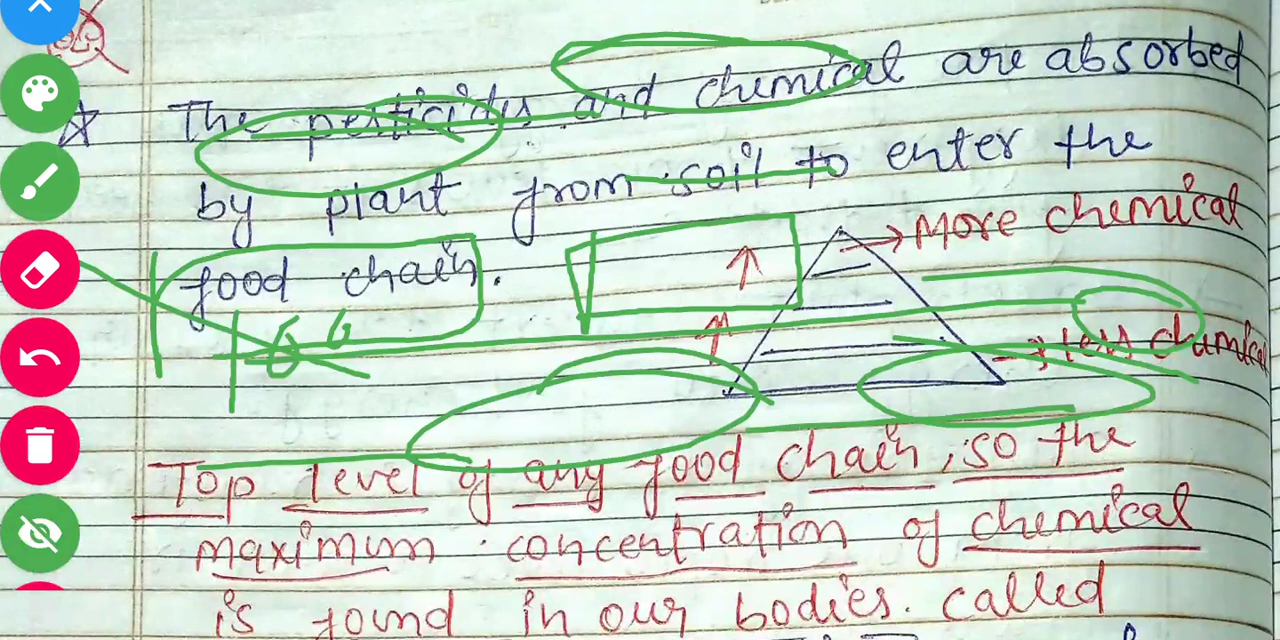 The pesticides and chemical are absorbed
by plant from soil to enter the
food chain.
→ More chemical
→ less chemical
Top level of any food chain, so the
maximum concentration of chemical
is found in our bodies. called